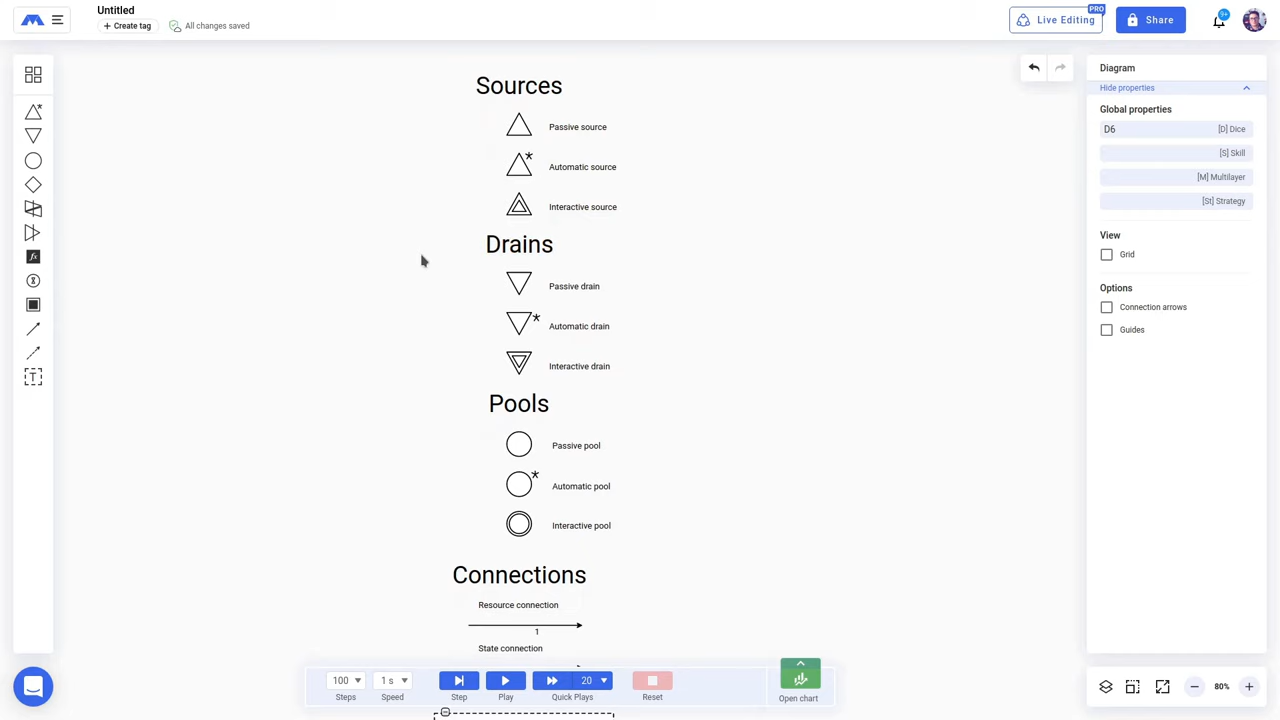 Untitled
+ Create tag
All changes saved
PRO
Live Editing
Share
9+
Diagram
Hide properties
Global properties
D6 [D] Dice
[S] Skill
[M] Multilayer
[St] Strategy
View
Grid
Options
Connection arrows
Guides
Sources
Passive source
Automatic source
Interactive source
Drains
Passive drain
Automatic drain
Interactive drain
Pools
Passive pool
Automatic pool
Interactive pool
Connections
Resource connection
1
State connection
fx
T
100
Steps
1 s
Speed
Step
Play
20
Quick Plays
Reset
Open chart
80%